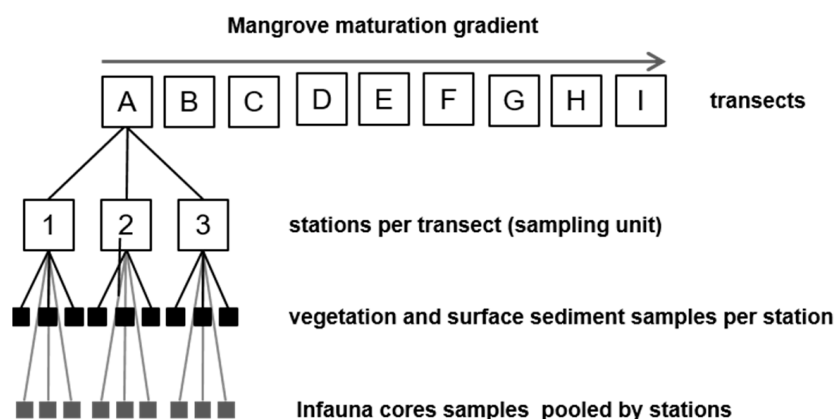 Mangrove maturation gradient
A B C D E F G H I transects
1 2 3 stations per transect (sampling unit)
vegetation and surface sediment samples per station
Infauna cores samples pooled by stations